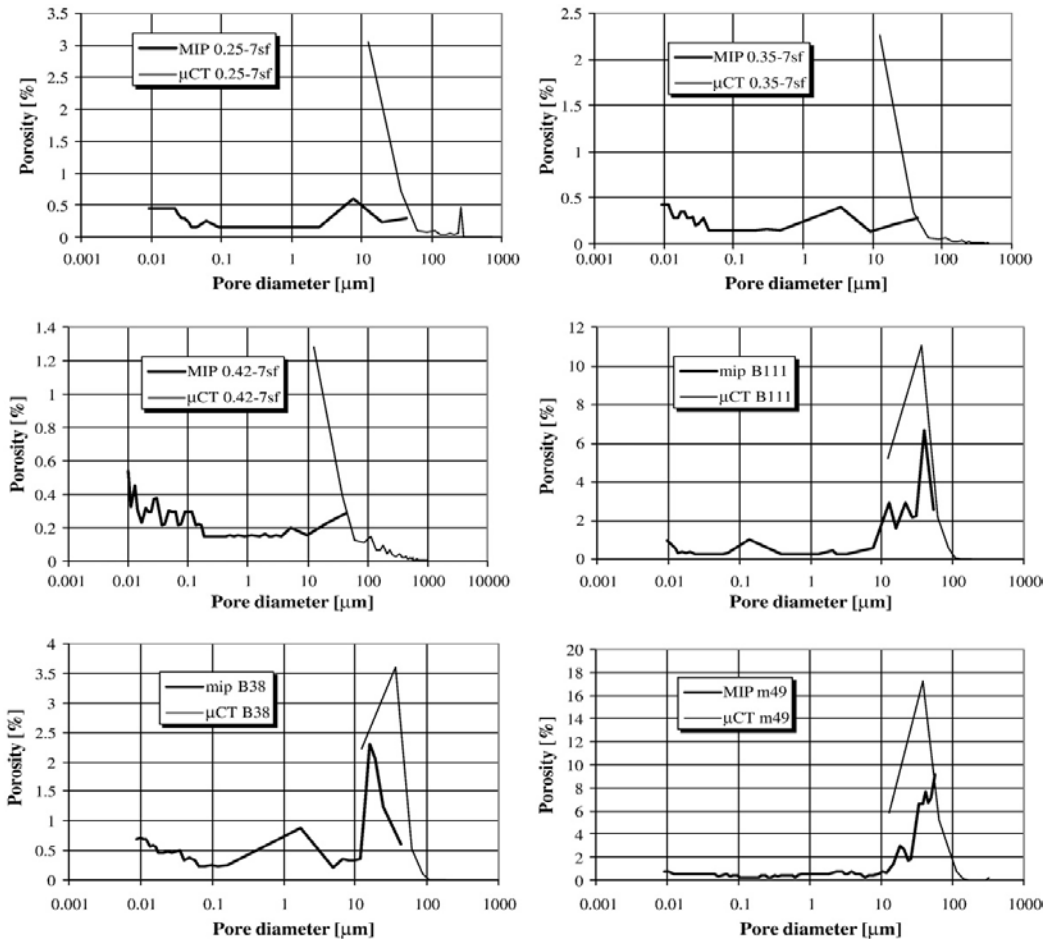 3.5
3
2.5
2
1.5
1
0.5
0
Porosity [%]
MIP 0.25-7sf
µCT 0.25-7sf
0.001 0.01 0.1 1 10 100 1000
Pore diameter [µm]
2.5
2
1.5
1
0.5
0
Porosity [%]
MIP 0.35-7sf
µCT 0.35-7sf
0.001 0.01 0.1 1 10 100 1000
Pore diameter [µm]
1.4
1.2
1
0.8
0.6
0.4
0.2
0
Porosity [%]
MIP 0.42-7sf
µCT 0.42-7sf
0.001 0.01 0.1 1 10 100 1000 10000
Pore diameter [µm]
12
10
8
6
4
2
0
Porosity [%]
mip B111
µCT B111
0.001 0.01 0.1 1 10 100 1000
Pore diameter [µm]
4
3.5
3
2.5
2
1.5
1
0.5
0
Porosity [%]
mip B38
µCT B38
0.001 0.01 0.1 1 10 100 1000
Pore diameter [µm]
20
18
16
14
12
10
8
6
4
2
0
Porosity [%]
MIP m49
µCT m49
0.001 0.01 0.1 1 10 100 1000
Pore diameter [µm]